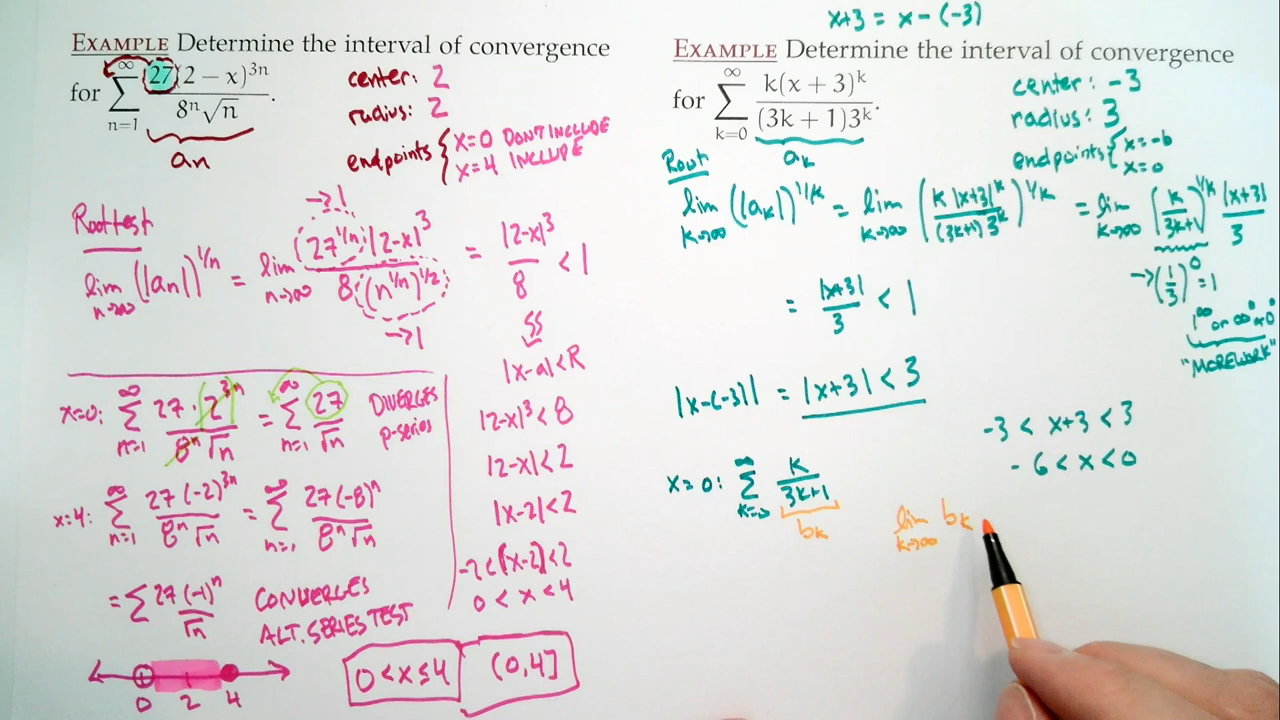 EXAMPLE Determine the interval of convergence
for ∞∑n=1 27(2 − x)^{3n} / 8^n √n .
an
center: 2
radius: 2
endpoints { x=0 DON'T INCLUDE
x=4 INCLUDE
Root test
→1
lim n→∞ (|an|)^{1/n} = lim n→∞ (27^{1/n}) |2-x|^3 / 8 (n^{1/n})^{1/2} = |2-x|^3 / 8 < 1
→1
|x-a| < R
|2-x|^3 < 8
|2-x| < 2
|x-2| < 2
-2 < (x-2) < 2
0 < x < 4
x=0: ∞∑n=1 27 · 2^{3n} / 8^n √n = ∞∑n=1 27 / √n DIVERGES
p-series
x=4: ∞∑n=1 27 (-2)^{3n} / 8^n √n = ∞∑n=1 27 (-8)^n / 8^n √n
= ∑ 27 (-1)^n / √n CONVERGES
ALT. SERIES TEST
0 2 4
0 < x ≤ 4 (0,4]
x+3 = x - (-3)
EXAMPLE Determine the interval of convergence
for ∞∑k=0 k(x + 3)^k / (3k + 1)3^k .
ak
center: -3
radius: 3
endpoints { x=-6
x=0
Root
lim k→∞ (|ak|)^{1/k} = lim k→∞ (k |x+3|^k / (3k+1) 3^k)^{1/k} = lim k→∞ (k / 3k+1)^{1/k} |x+3| / 3
→ (1/3)^0 = 1
1^∞ or ∞^0 or 0^0
"MORE WORK"
= |x+3| / 3 < 1
|x-(-3)| = |x+3| < 3
-3 < x+3 < 3
-6 < x < 0
x=0: ∞∑k=0 k / 3k+1
bk
lim k→∞ bk